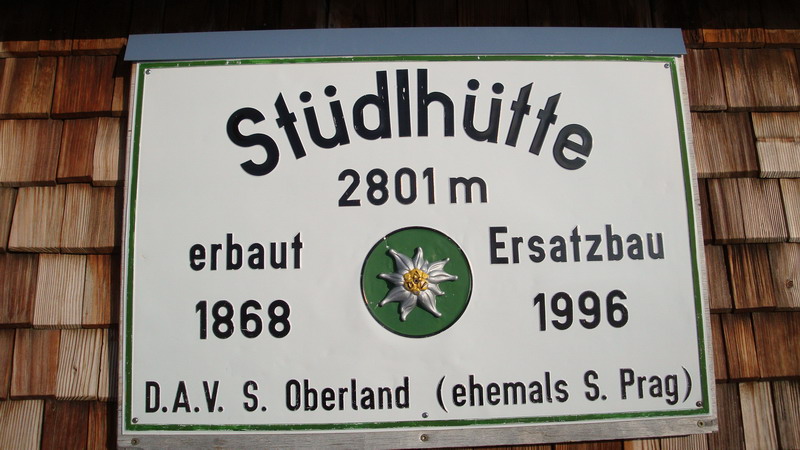 Stüdlhütte
2801 m
erbaut Ersatzbau
1868 1996
D.A.V. S. Oberland (ehemals S. Prag)